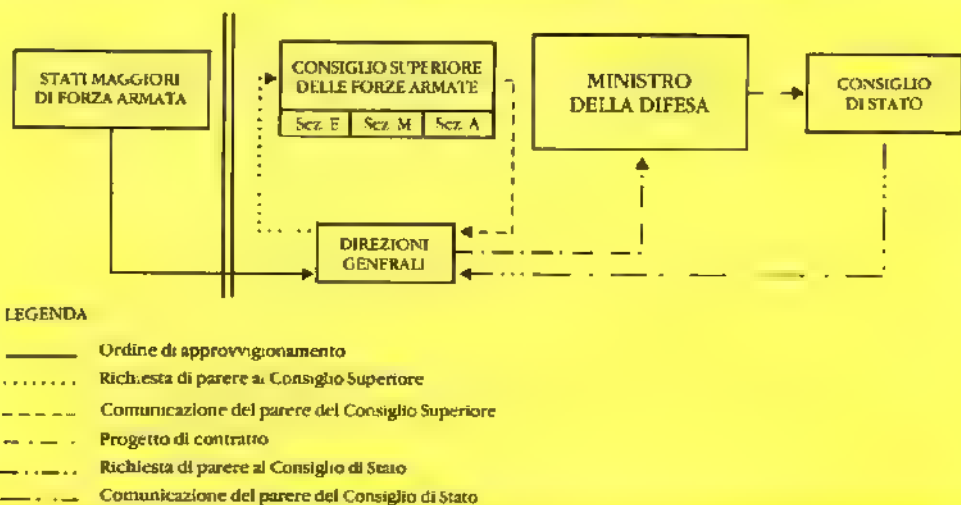 STATI MAGGIORI
DI FORZA ARMATA
CONSIGLIO SUPERIORE
DELLE FORZE ARMATE
Sez. E Sez. M Sez. A
MINISTRO
DELLA DIFESA
CONSIGLIO
DI STATO
DIREZIONI
GENERALI
LEGENDA
Ordine di approvvigionamento
Richiesta di parere al Consiglio Superiore
Comunicazione del parere del Consiglio Superiore
Progetto di contratto
Richiesta di parere al Consiglio di Stato
Comunicazione del parere del Consiglio di Stato